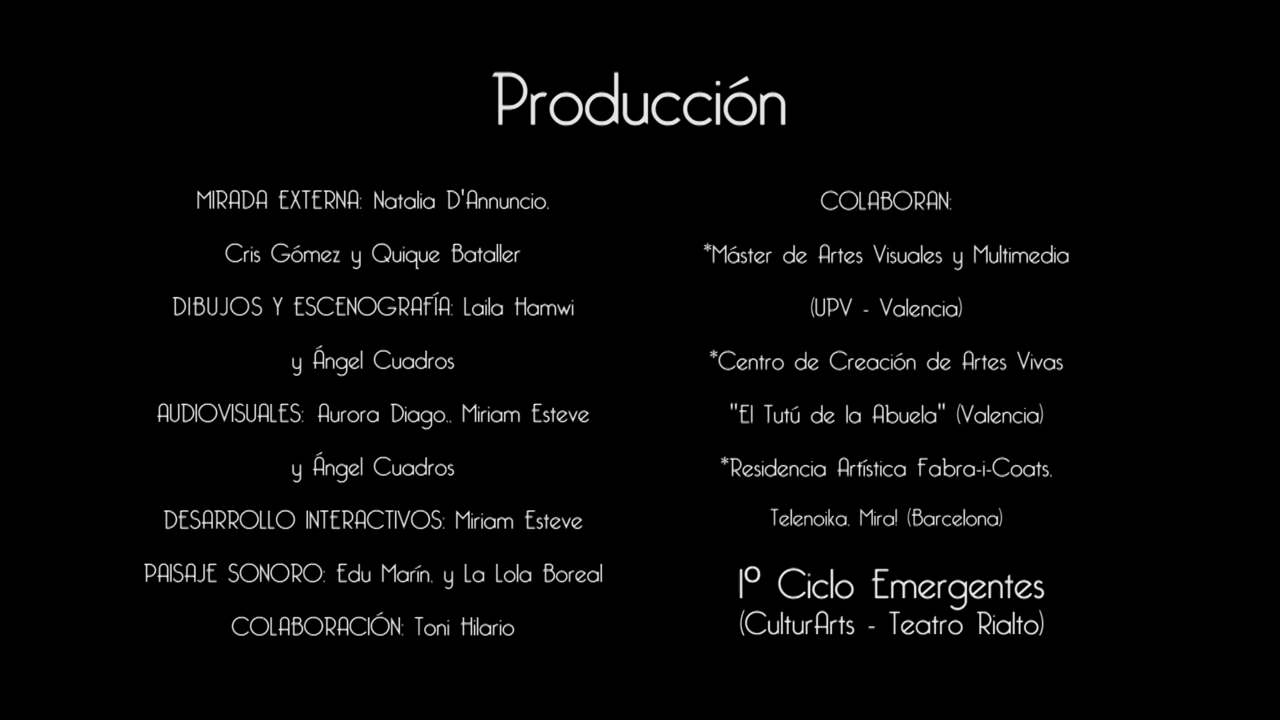 Producción
MIRADA EXTERNA: Natalia D'Annuncio.
Cris Gómez y Quique Bataller
DIBUJOS Y ESCENOGRAFÍA: Laila Hamwi
y Ángel Cuadros
AUDIOVISUALES: Aurora Diago.. Miriam Esteve
y Ángel Cuadros
DESARROLLO INTERACTIVOS: Miriam Esteve
PAISAJE SONORO: Edu Marín. y La Lola Boreal
COLABORACIÓN: Toni Hilario
COLABORAN:
*Máster de Artes Visuales y Multimedia
(UPV - Valencia)
*Centro de Creación de Artes Vivas
"El Tutú de la Abuela" (Valencia)
*Residencia Artística Fabra-i-Coats.
Telenoika. Mira! (Barcelona)
1º Ciclo Emergentes
(CulturArts - Teatro Rialto)